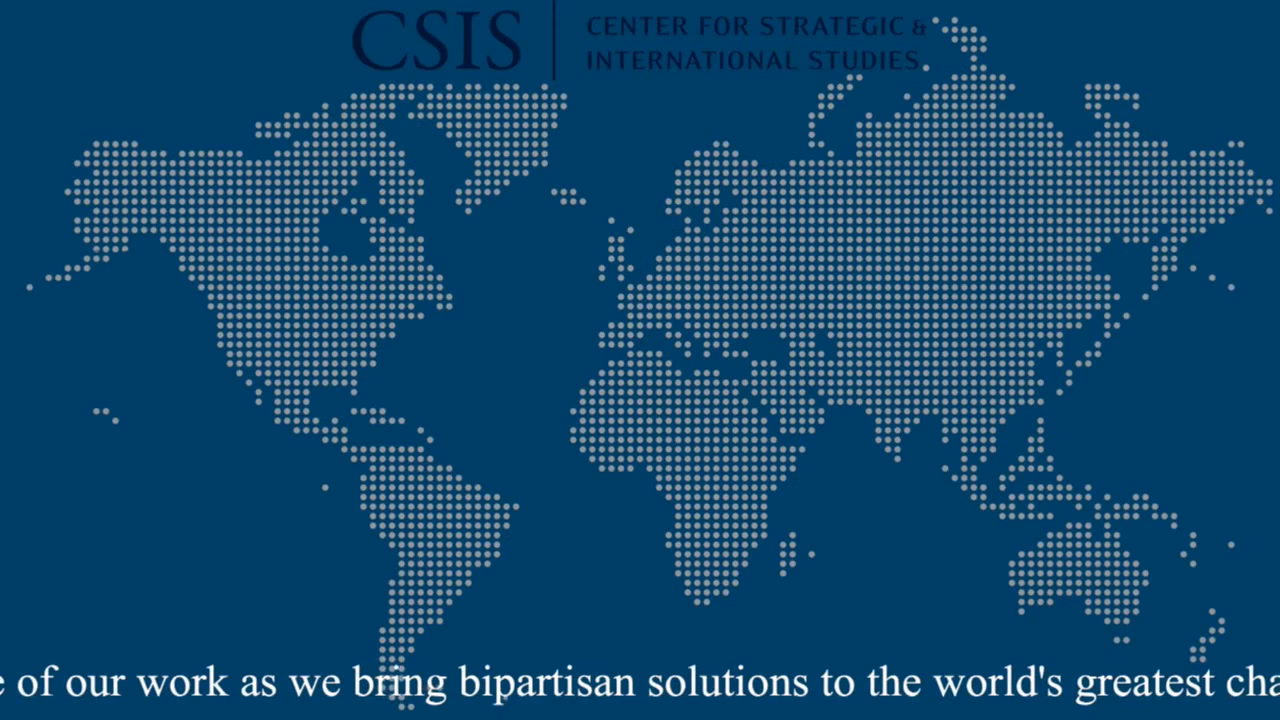 CSIS
CENTER FOR STRATEGIC &
INTERNATIONAL STUDIES
of our work as we bring bipartisan solutions to the world's greatest